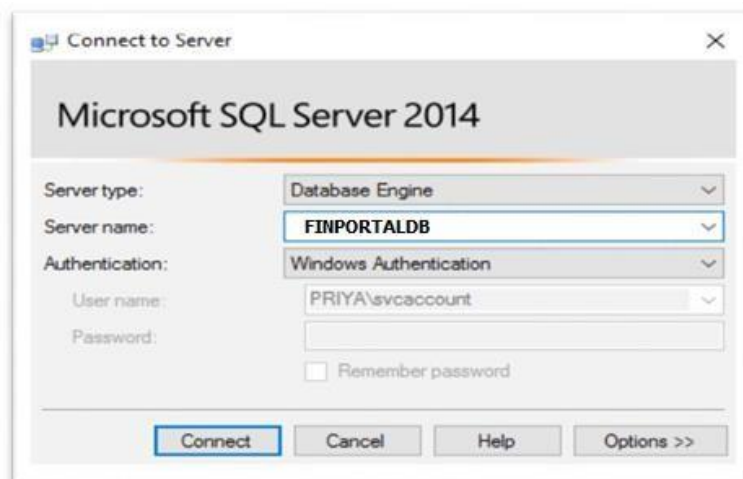 Connect to Server
Microsoft SQL Server 2014
Server type: Database Engine
Server name: FINPORTALDB
Authentication: Windows Authentication
User name: PRIYA\svcaccount
Password:
Remember password
Connect Cancel Help Options >>